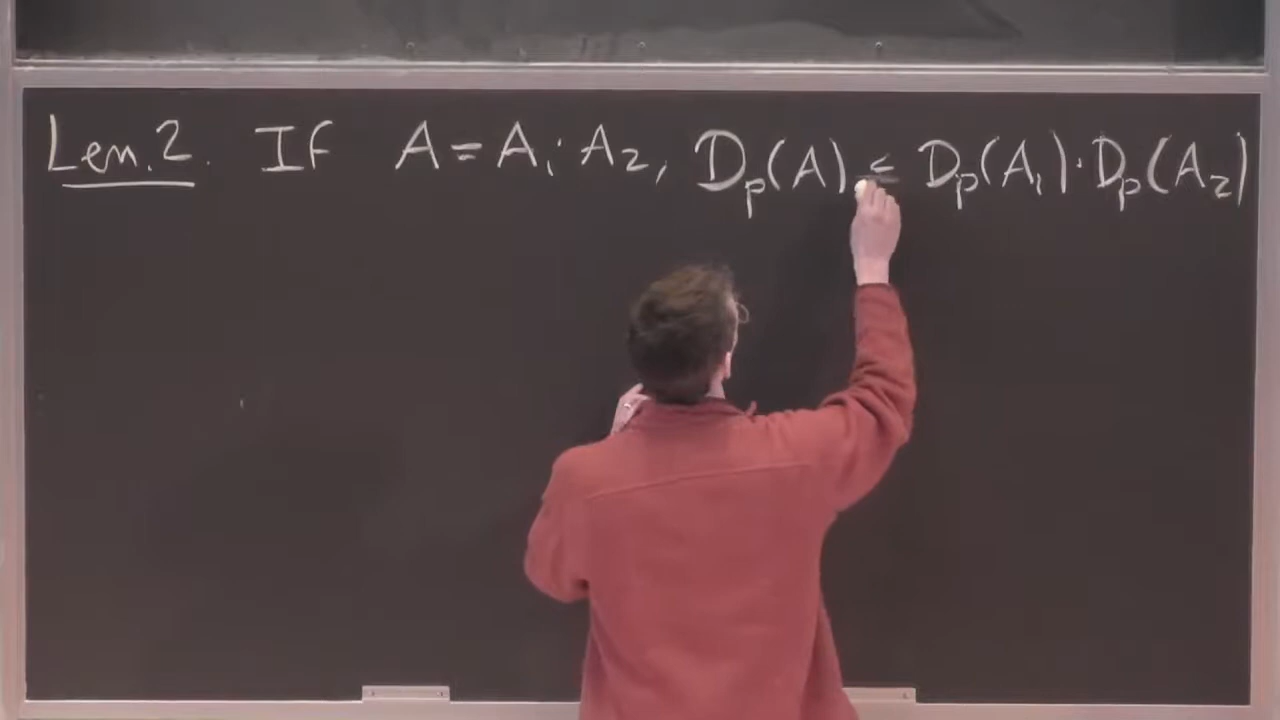 Lem. 2. If A = A₁·A₂, Dₚ(A) ≤ Dₚ(A₁)·Dₚ(A₂)